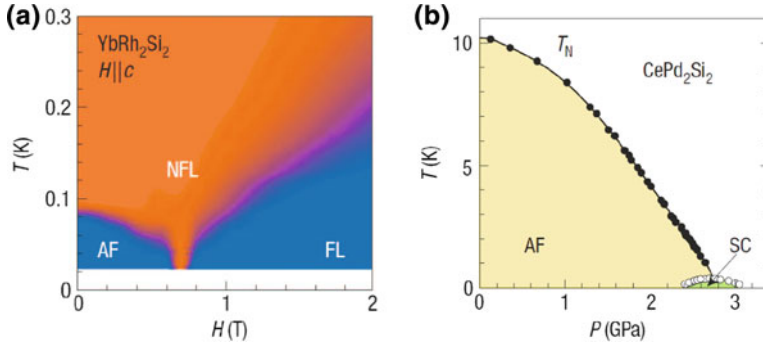 (a)
0.3
0.2
0.1
0
T (K)
YbRh₂Si₂
H||c
NFL
AF
FL
0
1
2
H (T)
(b)
10
5
0
T (K)
T_N
CePd₂Si₂
AF
SC
0
1
2
3
P (GPa)